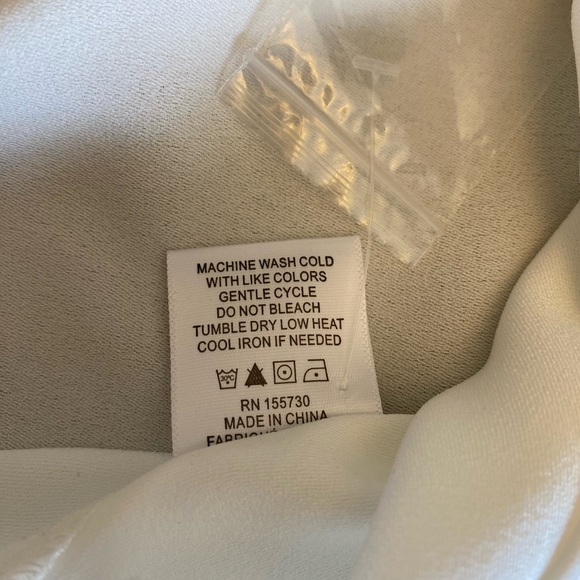 MACHINE WASH COLD
WITH LIKE COLORS
GENTLE CYCLE
DO NOT BLEACH
TUMBLE DRY LOW HEAT
COOL IRON IF NEEDED
30°C
RN 155730
MADE IN CHINA